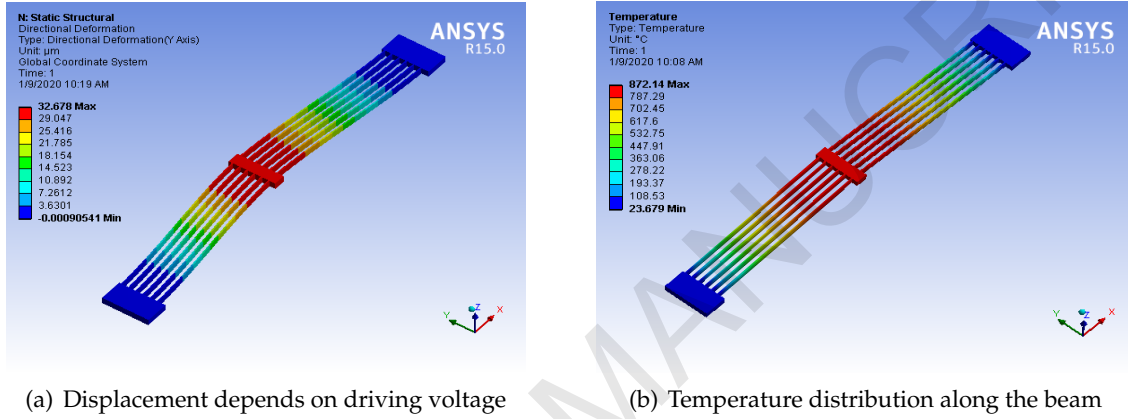 N: Static Structural
Directional Deformation
Type: Directional Deformation(Y Axis)
Unit: µm
Global Coordinate System
Time: 1
1/9/2020 10:19 AM
32.678 Max
29.047
25.416
21.785
18.154
14.523
10.892
7.2612
3.6301
-0.00090541 Min
ANSYS
R15.0
Y
Z
X
(a) Displacement depends on driving voltage
Temperature
Type: Temperature
Unit: °C
Time: 1
1/9/2020 10:08 AM
872.14 Max
787.29
702.45
617.6
532.75
447.91
363.06
278.22
193.37
108.53
23.679 Min
ANSYS
R15.0
Y
Z
X
(b) Temperature distribution along the beam
MANUSCRI